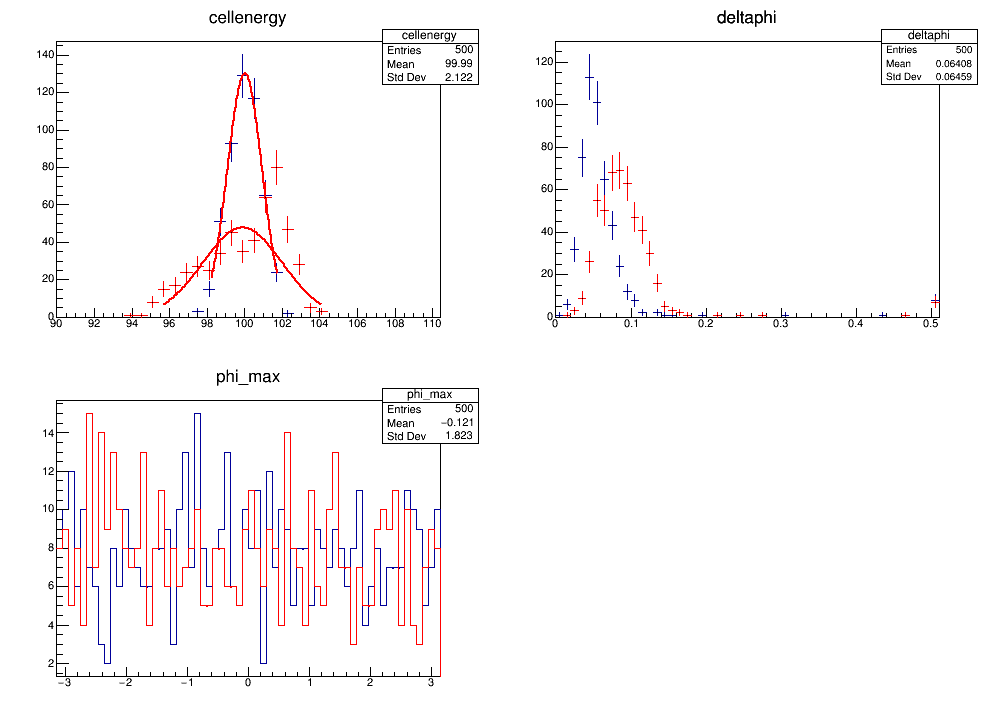 cellenergy
cellenergy
Entries 500
Mean 99.99
Std Dev 2.122
140
120
100
80
60
40
20
0
90 92 94 96 98 100 102 104 106 108 110
deltaphi
deltaphi
Entries 500
Mean 0.06408
Std Dev 0.06459
120
100
80
60
40
20
0
0 0.1 0.2 0.3 0.4 0.5
phi_max
phi_max
Entries 500
Mean −0.121
Std Dev 1.823
14
12
10
8
6
4
2
−3 −2 −1 0 1 2 3